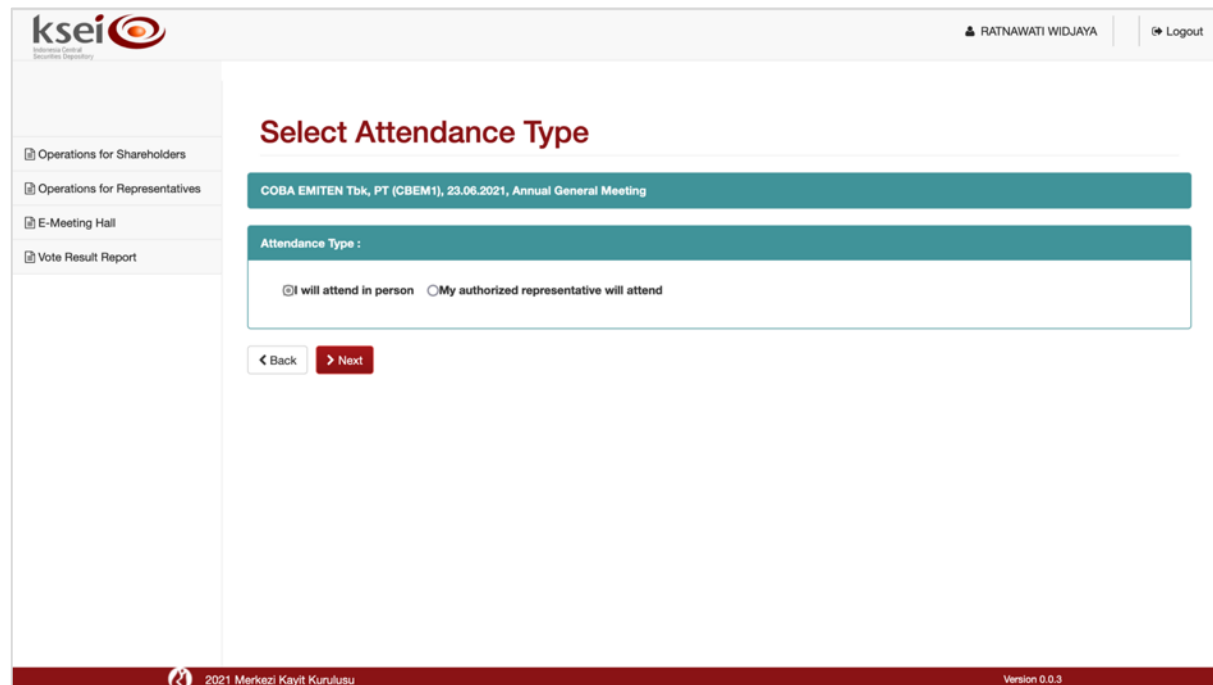 ksei
Indonesia Central
Securities Depository
RATNAWATI WIDJAYA
Logout
Select Attendance Type
Operations for Shareholders
Operations for Representatives
E-Meeting Hall
Vote Result Report
COBA EMITEN Tbk, PT (CBEM1), 23.06.2021, Annual General Meeting
Attendance Type :
I will attend in person My authorized representative will attend
Back Next
2021 Merkezi Kayit Kurulusu Version 0.0.3